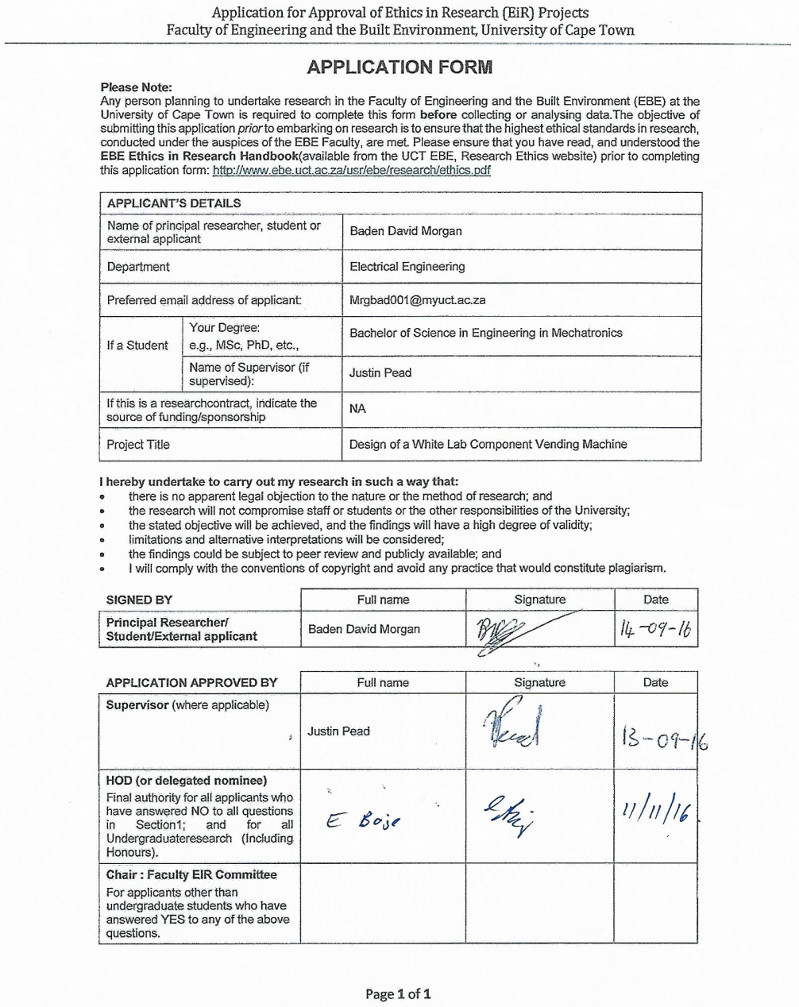 Application for Approval of Ethics in Research (EiR) Projects
Faculty of Engineering and the Built Environment, University of Cape Town
APPLICATION FORM
Please Note:
Any person planning to undertake research in the Faculty of Engineering and the Built Environment (EBE) at the
University of Cape Town is required to complete this form before collecting or analysing data.The objective of
submitting this application prior to embarking on research is to ensure that the highest ethical standards in research,
conducted under the auspices of the EBE Faculty, are met. Please ensure that you have read, and understood the
EBE Ethics in Research Handbook(available from the UCT EBE, Research Ethics website) prior to completing
this application form: http://www.ebe.uct.ac.za/usr/ebe/research/ethics.pdf
APPLICANT'S DETAILS
Name of principal researcher, student or
external applicant
Baden David Morgan
Department
Electrical Engineering
Preferred email address of applicant:
Mrgbad001@myuct.ac.za
If a Student
Your Degree:
e.g., MSc, PhD, etc.,
Bachelor of Science in Engineering in Mechatronics
Name of Supervisor (if
supervised):
Justin Pead
If this is a researchcontract, indicate the
source of funding/sponsorship
NA
Project Title
Design of a White Lab Component Vending Machine
I hereby undertake to carry out my research in such a way that:
• there is no apparent legal objection to the nature or the method of research; and
• the research will not compromise staff or students or the other responsibilities of the University;
• the stated objective will be achieved, and the findings will have a high degree of validity;
• limitations and alternative interpretations will be considered;
• the findings could be subject to peer review and publicly available; and
• I will comply with the conventions of copyright and avoid any practice that would constitute plagiarism.
SIGNED BY Full name Signature Date
Principal Researcher/
Student/External applicant
Baden David Morgan
14-09-16
APPLICATION APPROVED BY Full name Signature Date
Supervisor (where applicable)
Justin Pead
13-09-16
HOD (or delegated nominee)
Final authority for all applicants who
have answered NO to all questions
in Section1; and for all
Undergraduateresearch (Including
Honours).
E Boje
11/11/16
Chair : Faculty EIR Committee
For applicants other than
undergraduate students who have
answered YES to any of the above
questions.
Page 1 of 1